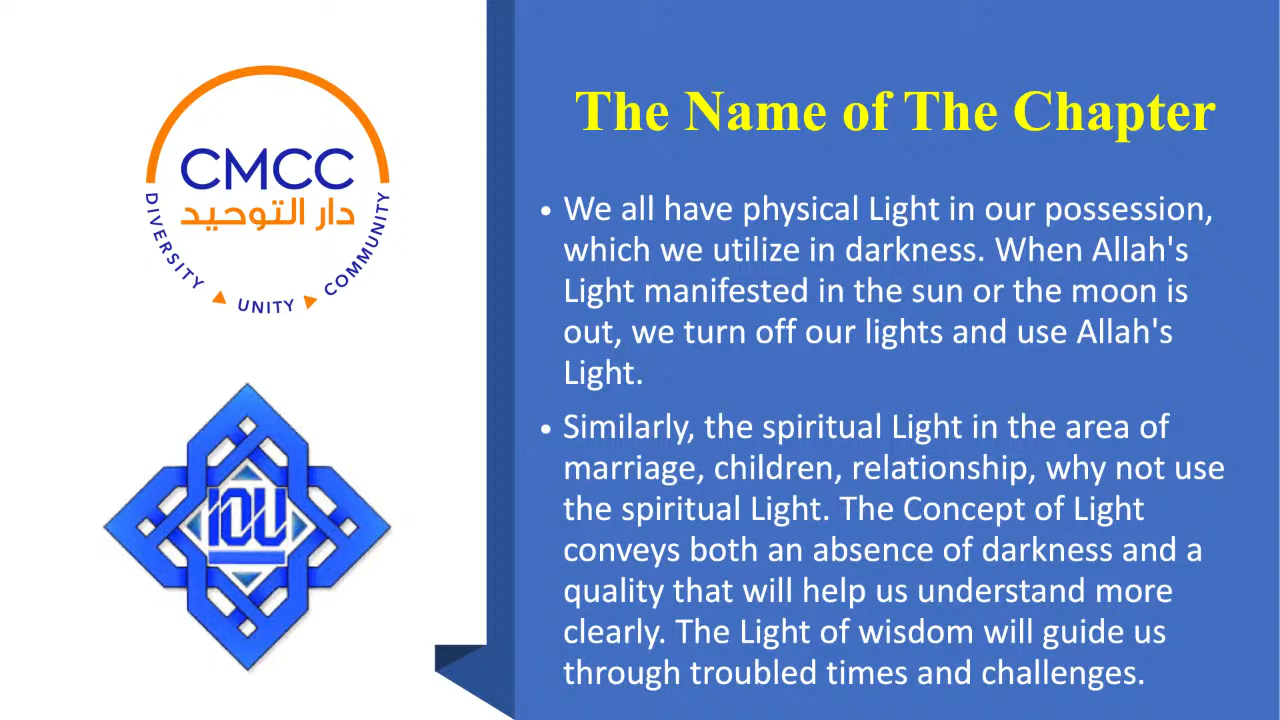 CMCC
دار التوحيد
DIVERSITY UNITY COMMUNITY
IOU
The Name of The Chapter
• We all have physical Light in our possession,
which we utilize in darkness. When Allah's
Light manifested in the sun or the moon is
out, we turn off our lights and use Allah's
Light.
• Similarly, the spiritual Light in the area of
marriage, children, relationship, why not use
the spiritual Light. The Concept of Light
conveys both an absence of darkness and a
quality that will help us understand more
clearly. The Light of wisdom will guide us
through troubled times and challenges.